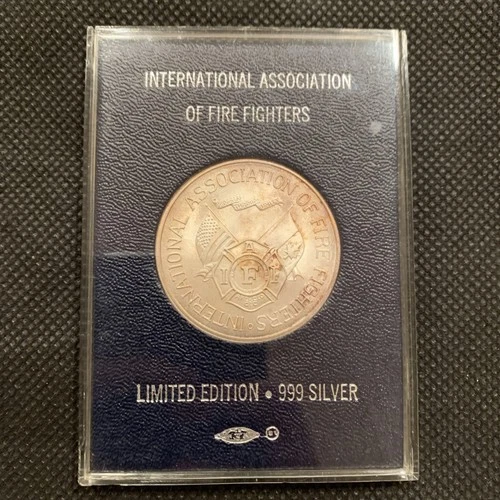 INTERNATIONAL ASSOCIATION
OF FIRE FIGHTERS
INTERNATIONAL ASSOCIATION OF FIRE FIGHTERS
A
I F F
LIMITED EDITION • 999 SILVER